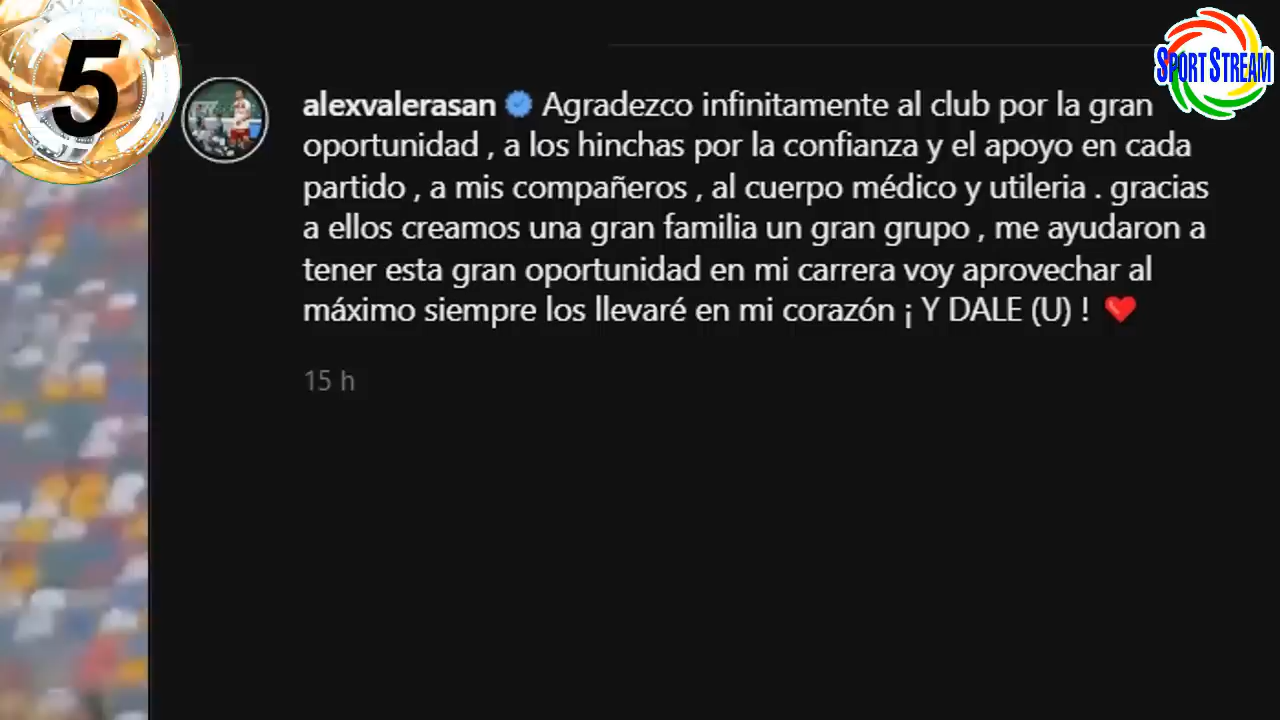 5
SPORT STREAM
alexvalerasan Agradezco infinitamente al club por la gran
oportunidad , a los hinchas por la confianza y el apoyo en cada
partido , a mis compañeros , al cuerpo médico y utileria . gracias
a ellos creamos una gran familia un gran grupo , me ayudaron a
tener esta gran oportunidad en mi carrera voy aprovechar al
máximo siempre los llevaré en mi corazón ¡ Y DALE (U) ! ❤️
15 h